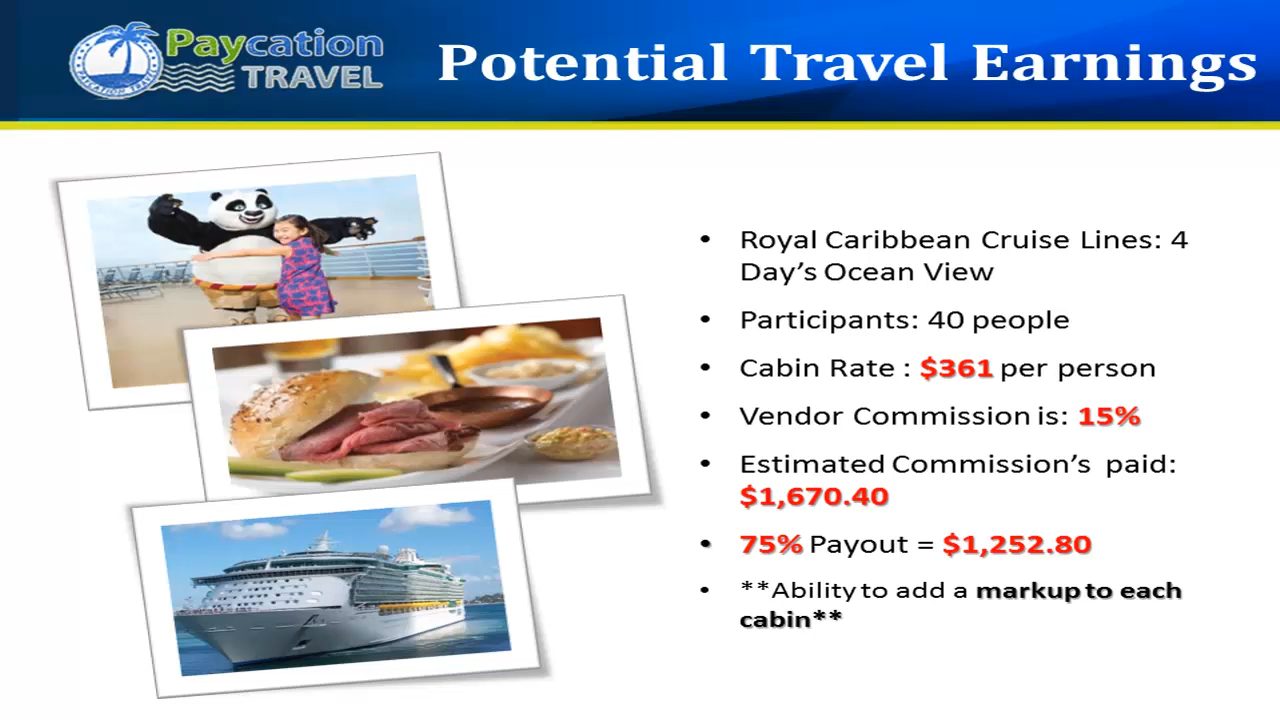 Paycation
TRAVEL
PAYCATION TRAVEL
Potential Travel Earnings
• Royal Caribbean Cruise Lines: 4
Day’s Ocean View
• Participants: 40 people
• Cabin Rate : $361 per person
• Vendor Commission is: 15%
• Estimated Commission’s paid:
$1,670.40
• 75% Payout = $1,252.80
• **Ability to add a markup to each
cabin**